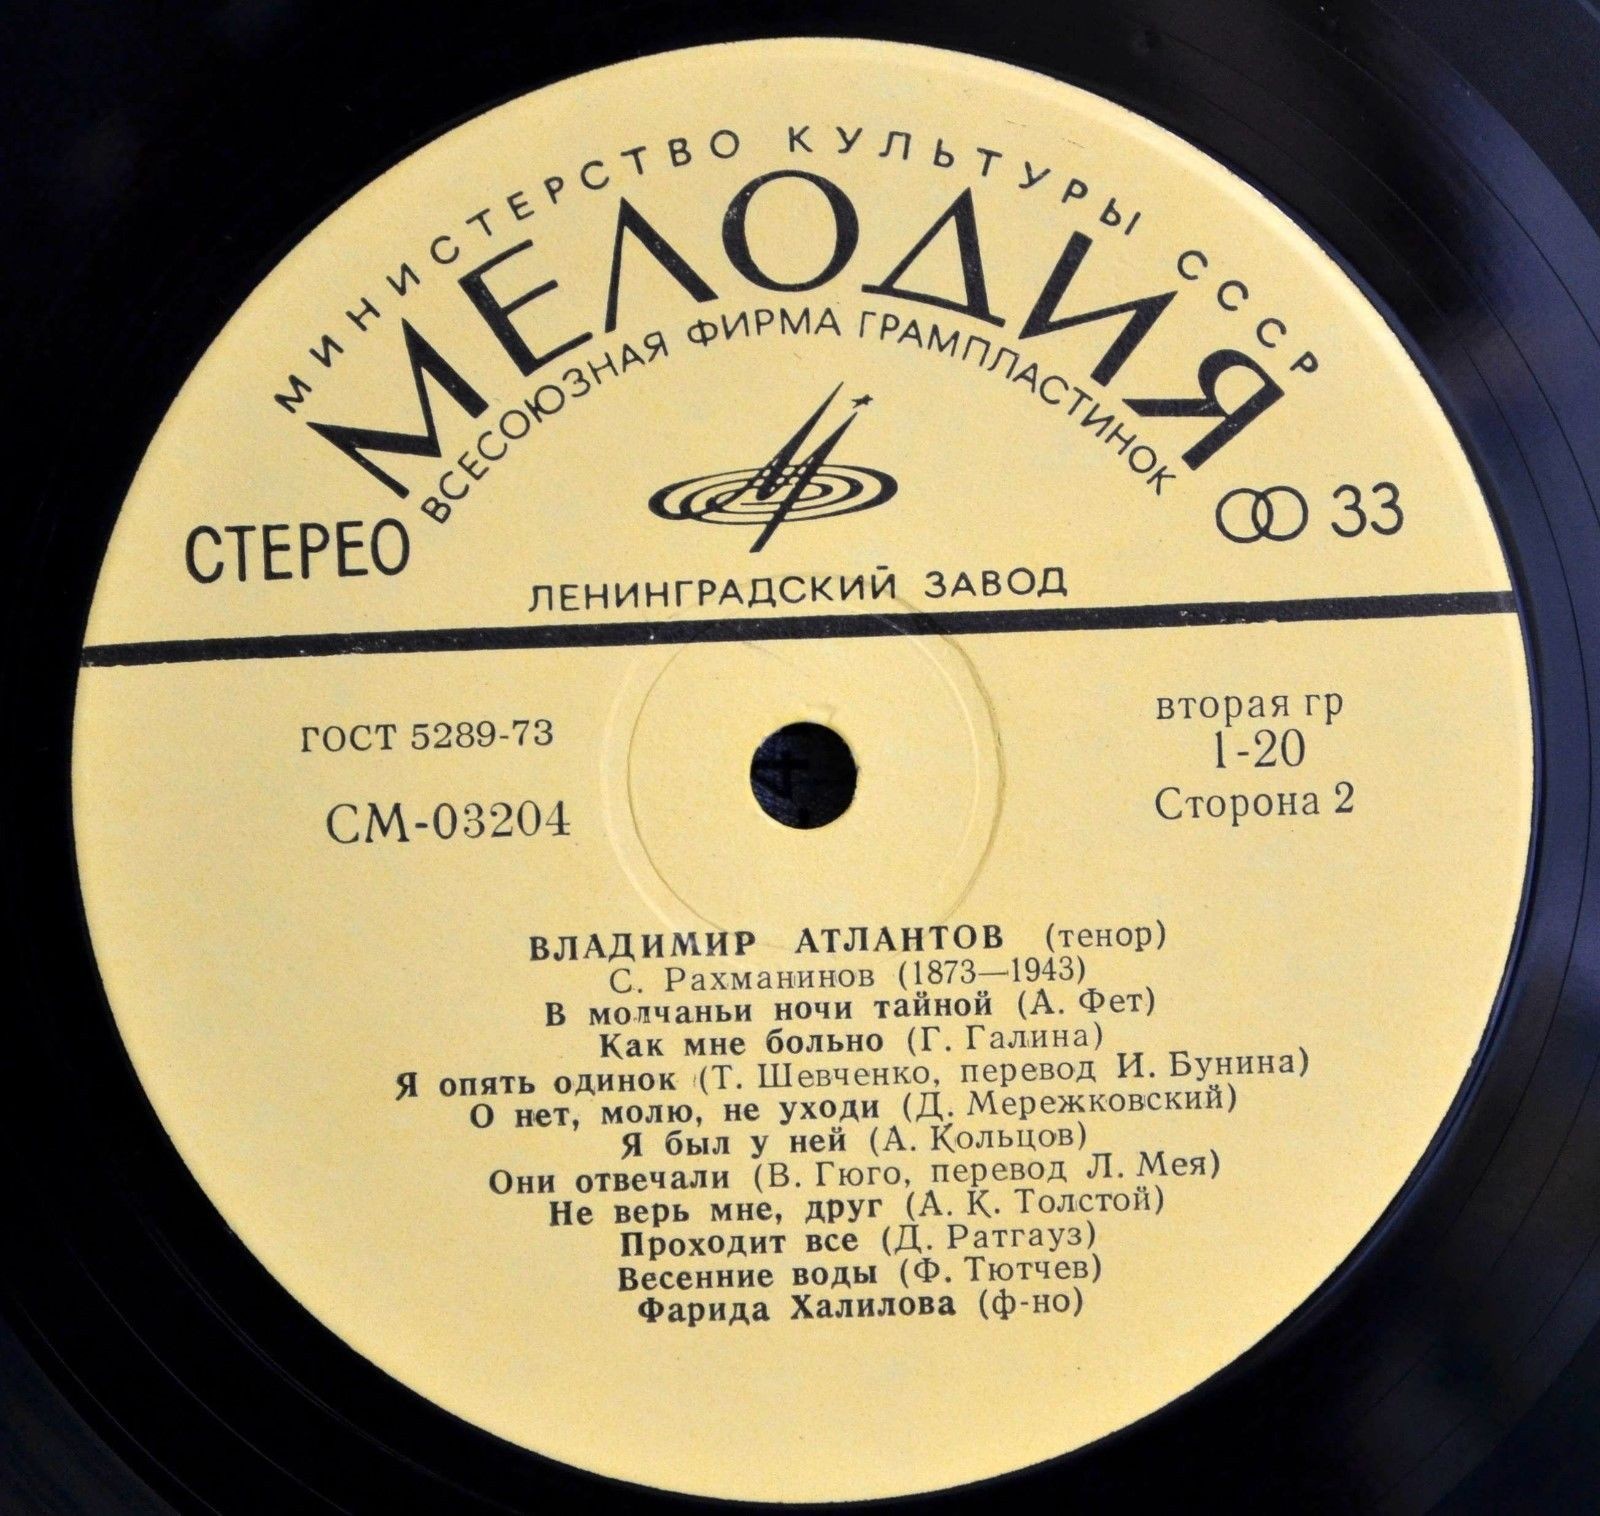 МИНИСТЕРСТВО КУЛЬТУРЫ СССР
МЕЛОДИЯ
ВСЕСОЮЗНАЯ ФИРМА ГРАМПЛАСТИНОК
СТЕРЕО
33
ЛЕНИНГРАДСКИЙ ЗАВОД
ГОСТ 5289-73
СМ-03204
вторая гр
1-20
Сторона 2
ВЛАДИМИР АТЛАНТОВ (тенор)
С. Рахманинов (1873—1943)
В молчаньи ночи тайной (А. Фет)
Как мне больно (Г. Галина)
Я опять одинок (Т. Шевченко, перевод И. Бунина)
О нет, молю, не уходи (Д. Мережковский)
Я был у ней (А. Кольцов)
Они отвечали (В. Гюго, перевод Л. Мея)
Не верь мне, друг (А. К. Толстой)
Проходит все (Д. Ратгауз)
Весенние воды (Ф. Тютчев)
Фарида Халилова (ф-но)